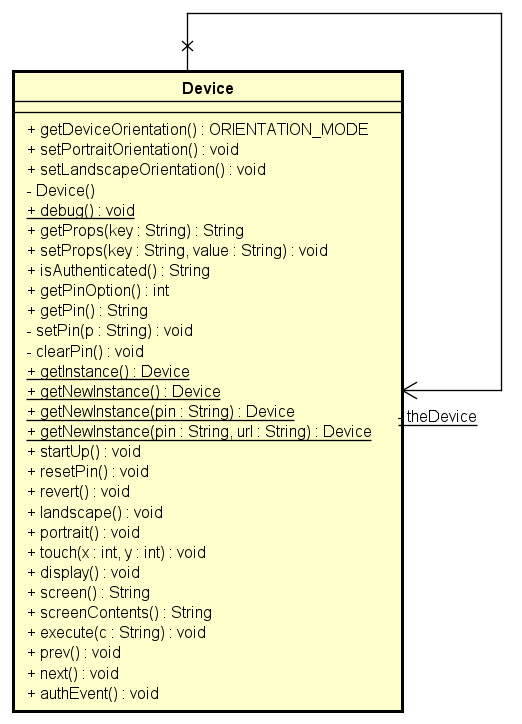 Device
+ getDeviceOrientation() : ORIENTATION_MODE
+ setPortraitOrientation() : void
+ setLandscapeOrientation() : void
- Device()
+ debug() : void
+ getProps(key : String) : String
+ setProps(key : String, value : String) : void
+ isAuthenticated() : String
+ getPinOption() : int
+ getPin() : String
- setPin(p : String) : void
- clearPin() : void
+ getInstance() : Device
+ getNewInstance() : Device
+ getNewInstance(pin : String) : Device
- theDevice
+ getNewInstance(pin : String, url : String) : Device
+ startUp() : void
+ resetPin() : void
+ revert() : void
+ landscape() : void
+ portrait() : void
+ touch(x : int, y : int) : void
+ display() : void
+ screen() : String
+ screenContents() : String
+ execute(c : String) : void
+ prev() : void
+ next() : void
+ authEvent() : void